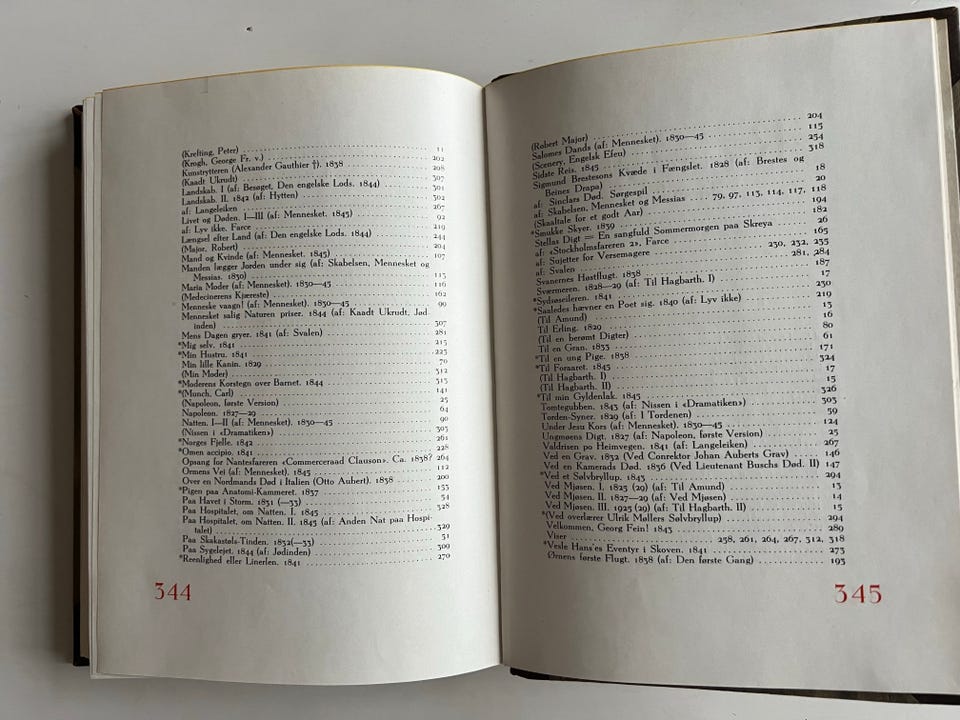 (Krefting, Peter) 11
(Krogh, George Fr. v.) 202
Kunstrytteren (Alexander Gauthier †). 1838 208
(Kaadt Ukrudt) 307
Landskab. I (af: Besøget, Den engelske Lods. 1844) 301
Landskab. II. 1842 (af: Hytten) 302
af: Langeleiken 267
Livet og Døden. I—III (af: Mennesket. 1845) 92
af: Lyv ikke. Farce 219
Længsel efter Land (af: Den engelske Lods. 1844) 244
(Major, Robert) 204
Mand og Kvinde (af: Mennesket. 1845) 107
Manden lægger Jorden under sig (af: Skabelsen, Mennesket og
Messias. 1830) 113
Maria Moder (af: Mennesket). 1830—45 116
(Medecinerens Kjæreste) 162
Menneske vaagn! (af: Mennesket). 1830—45 99
Mennesket salig Naturen priser. 1844 (af: Kaadt Ukrudt, Jød-
inden) 307
Mens Dagen gryer. 1841 (af: Svalen) 281
*Mig selv. 1841 215
*Min Hustru. 1841 223
Min lille Kanin. 1829 70
(Min Moder) 312
*Moderens Korstegn over Barnet. 1844 315
*(Munch, Carl) 141
(Napoleon, første Version) 25
Napoleon. 1827—29 64
Natten. I—II (af: Mennesket). 1830—45 90
(Nissen i «Dramatiken») 303
*Norges Fjelle. 1842 261
*Omen accipio. 1841 228
Opsang for Nantesfareren «Commerceraad Clauson». Ca. 1838? 264
Ormens Vei (af: Mennesket). 1845 112
Over en Nordmands Død i Italien (Otto Aubert). 1838 200
*Pigen paa Anatomi-Kammeret. 1837 153
Paa Havet i Storm. 1831 (—33) 54
Paa Hospitalet, om Natten. I. 1845 328
Paa Hospitalet, om Natten. II. 1845 (af: Anden Nat paa Hospi-
talet) 329
Paa Skakastøls-Tinden. 1832(—33) 51
Paa Sygelejet. 1844 (af: Jødinden) 309
*Reenlighed eller Linerlen. 1841 270
344
(Robert Major) 204
Salomes Dands (af: Mennesket). 1830—45 115
(Scenery, Engelsk Efen) 254
Sidste Reis. 1845 318
Sigmund Brestesons Kvæde i Fængslet. 1828 (af: Brestes og
Beines Drapa) 18
af: Sinclars Død. Sørgespil 20
af: Skabelsen, Mennesket og Messias 79, 97, 113, 114, 117, 118
(Skaaltale for et godt Aar) 194
*Smukke Skyer. 1839 182
Stellas Digt = En sangfuld Sommermorgen paa Skreya 26
af: «Stockholmsfareren 2», Farce 165
af: Sujetter for Versemagere 230, 232, 235
af: Svalen 281, 284
Svanernes Høstflugt. 1838 187
Sværmeren. 1828—29 (af: Til Hagbarth. I) 17
*Sydrøseileren. 1841 230
*Saaledes hævner en Poet sig. 1840 (af: Lyv ikke) 219
(Til Amund) 13
Til Erling. 1829 16
(Til en berømt Digter) 80
Til en Gran. 1833 61
*Til en ung Pige. 1838 171
*Til Foraaret. 1845 324
(Til Hagbarth. I) 17
(Til Hagbarth. II) 15
*Til min Gyldenlak. 1845 326
Tomtegubben. 1843 (af: Nissen i «Dramatiken») 303
Torden-Syner. 1829 (af: I Tordenen) 59
Under Jesu Kors (af: Mennesket). 1830—45 124
Ungmøens Digt. 1827 (af: Napoleon, første Version) 25
Valdrisen po Heimvegen. 1841 (af: Langeleiken) 267
Ved en Grav. 1832 (Ved Conrektor Johan Auberts Grav) 146
Ved en Kamerads Død. 1836 (Ved Lieutenant Buschs Død. II) 147
*Ved et Sølvbryllup. 1843 294
Ved Mjøsen. I. 1825 (29) (af: Til Amund) 13
Ved Mjøsen. II. 1827—29 (af: Ved Mjøsen) 14
Ved Mjøsen. III. 1925 (29) (af: Til Hagbarth. II) 15
*(Ved overlærer Ulrik Møllers Sølvbryllup) 294
Velkommen, Georg Fein! 1843 289
Viser 258, 261, 264, 267, 312, 318
*Vesle Hans'es Eventyr i Skoven. 1841 273
Ørnens første Flugt. 1838 (af: Den første Gang) 193
345